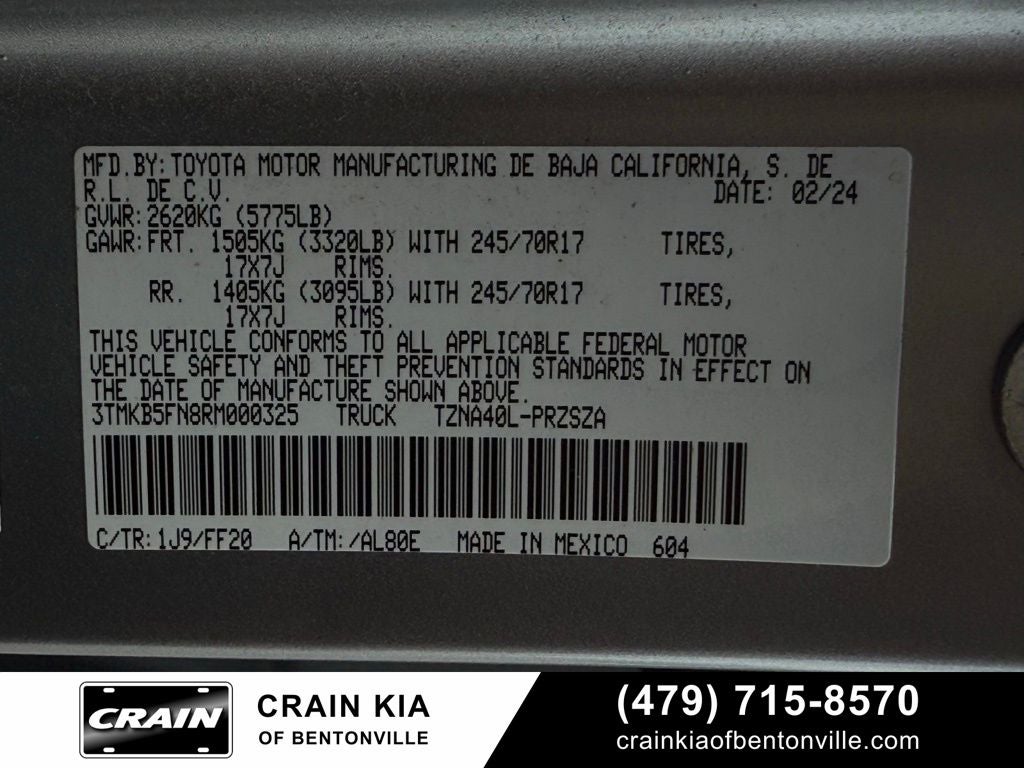 MFD.BY: TOYOTA MOTOR MANUFACTURING DE BAJA CALIFORNIA, S. DE
R.L. DE C.V. DATE: 02/24
GVWR: 2620KG (5775LB)
GAWR: FRT. 1505KG (3320LB) WITH 245/70R17 TIRES,
17X7J RIMS.
RR. 1405KG (3095LB) WITH 245/70R17 TIRES,
17X7J RIMS.
THIS VEHICLE CONFORMS TO ALL APPLICABLE FEDERAL MOTOR
VEHICLE SAFETY AND THEFT PREVENTION STANDARDS IN EFFECT ON
THE DATE OF MANUFACTURE SHOWN ABOVE.
3TMKB5FN8RM000325 TRUCK TZNA40L-PRZSZA
C/TR: 1J9/FF20 A/TM: /AL80E MADE IN MEXICO 604
CRAIN
CRAIN KIA
OF BENTONVILLE
(479) 715-8570
crainkiaofbentonville.com